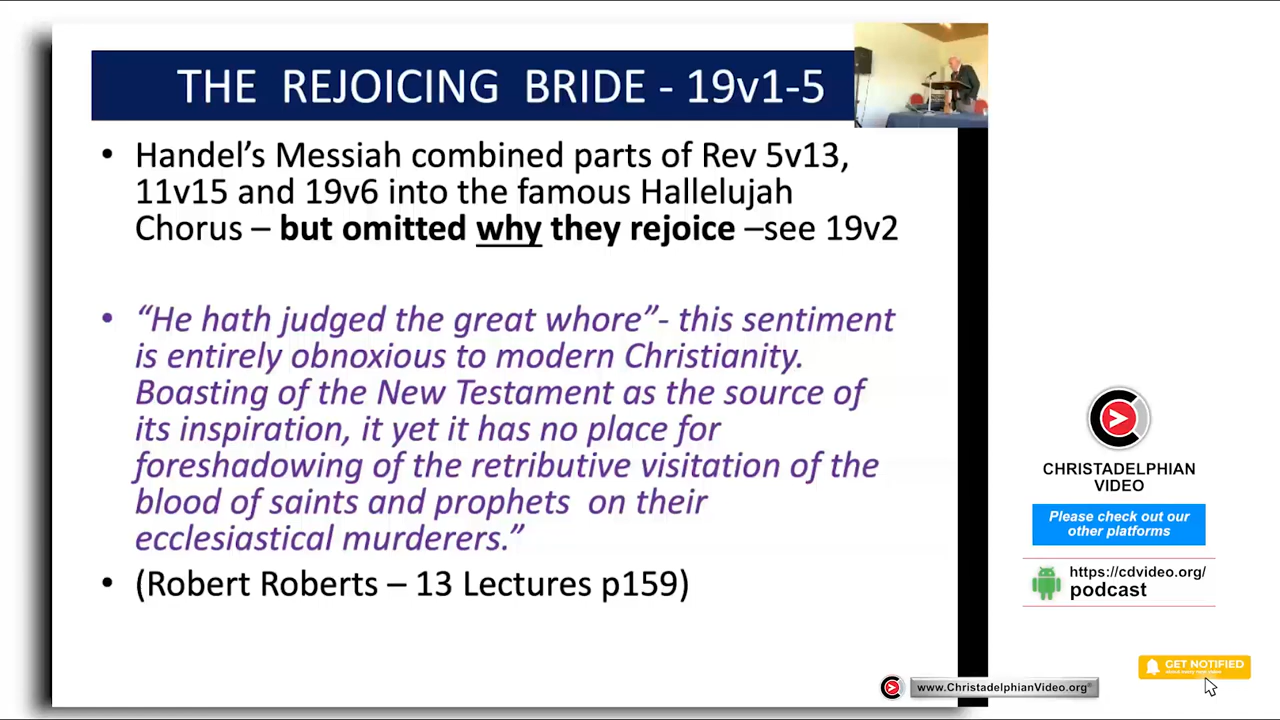 THE REJOICING BRIDE - 19v1-5
• Handel’s Messiah combined parts of Rev 5v13,
11v15 and 19v6 into the famous Hallelujah
Chorus – but omitted why they rejoice –see 19v2
• “He hath judged the great whore”- this sentiment
is entirely obnoxious to modern Christianity.
Boasting of the New Testament as the source of
its inspiration, it yet it has no place for
foreshadowing of the retributive visitation of the
blood of saints and prophets on their
ecclesiastical murderers.”
• (Robert Roberts – 13 Lectures p159)
CHRISTADELPHIAN
VIDEO
Please check out our
other platforms
https://cdvideo.org/
podcast
GET NOTIFIED
about every new video
www.ChristadelphianVideo.org